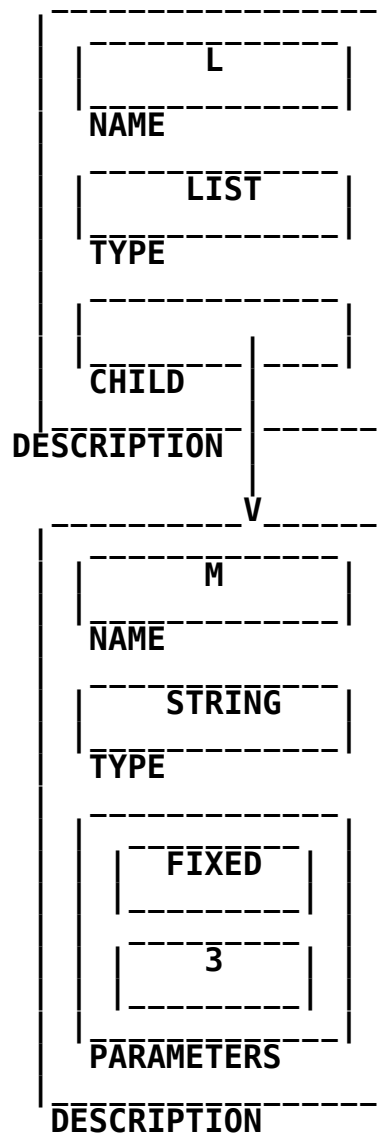 L
NAME
LIST
TYPE
CHILD
DESCRIPTION
V
M
NAME
STRING
TYPE
FIXED
3
PARAMETERS
DESCRIPTION